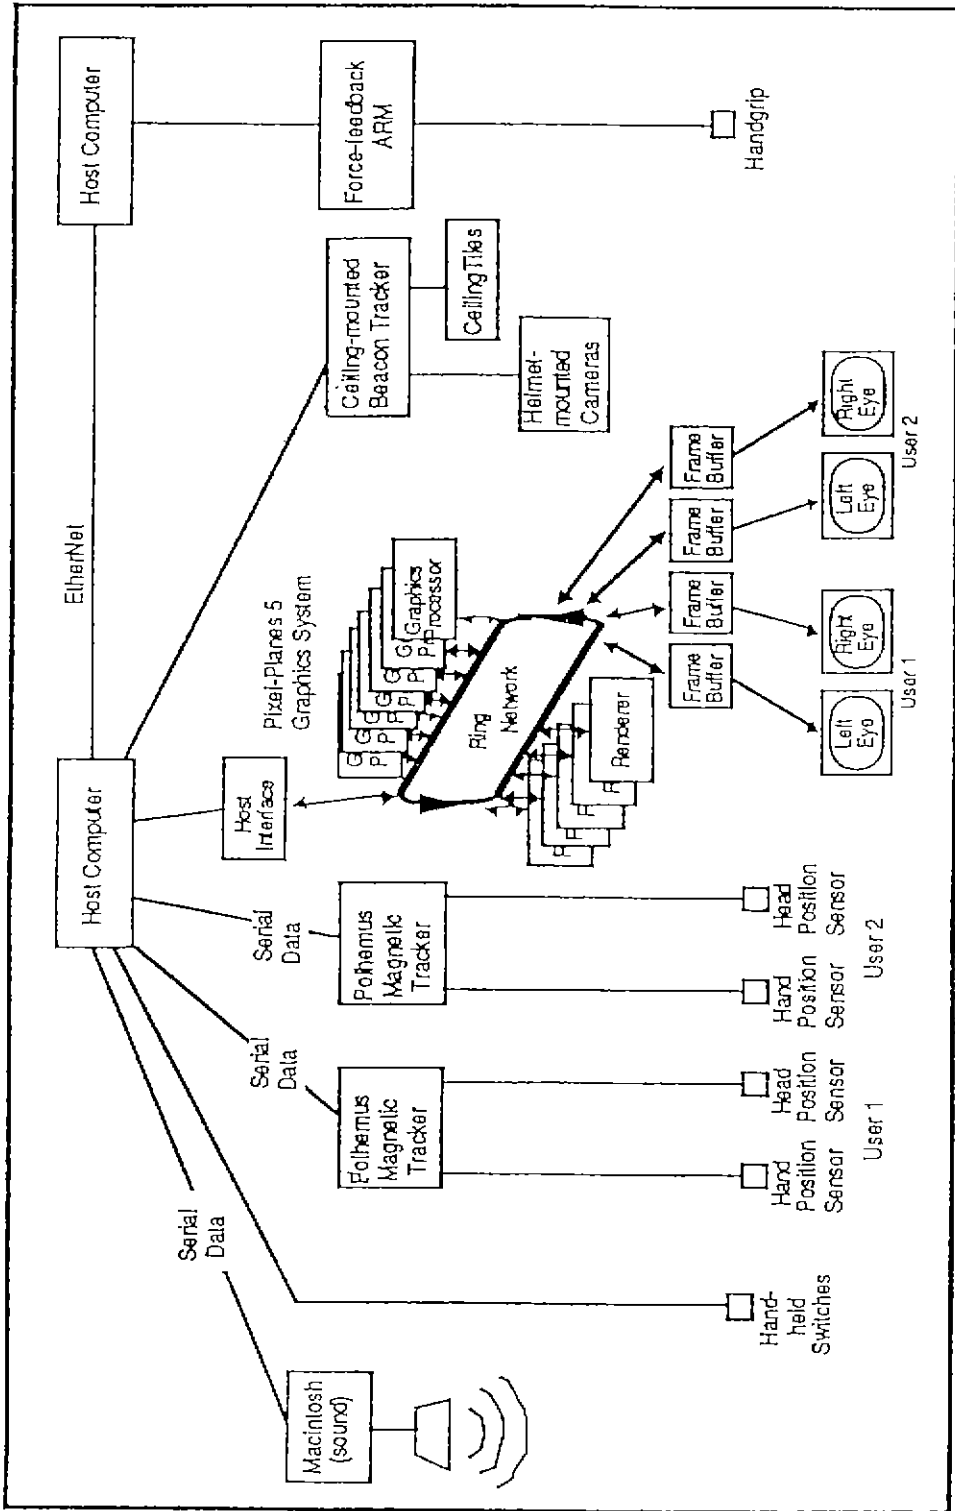 Host Computer
EtherNet
Host Computer
Serial
Data
Serial
Data
Serial
Data
Host
Interface
Pixel-Planes 5
Graphics System
Ceiling-mounted
Beacon Tracker
Force-feedback
ARM
Macintosh
(sound)
Polhemus
Magnetic
Tracker
Polhemus
Magnetic
Tracker
G
P
G
P
G
P
G
P
G
P
Graphics
Processor
Ring
Network
Ceiling Tiles
Helmet-
mounted
Cameras
R
R
R
R
Renderer
Frame
Buffer
Frame
Buffer
Frame
Buffer
Frame
Buffer
Hand-
held
Switches
Hand
Position
Sensor
Head
Position
Sensor
User 1
Hand
Position
Sensor
Head
Position
Sensor
User 2
Left
Eye
Right
Eye
User 1
Left
Eye
Right
Eye
User 2
Handgrip